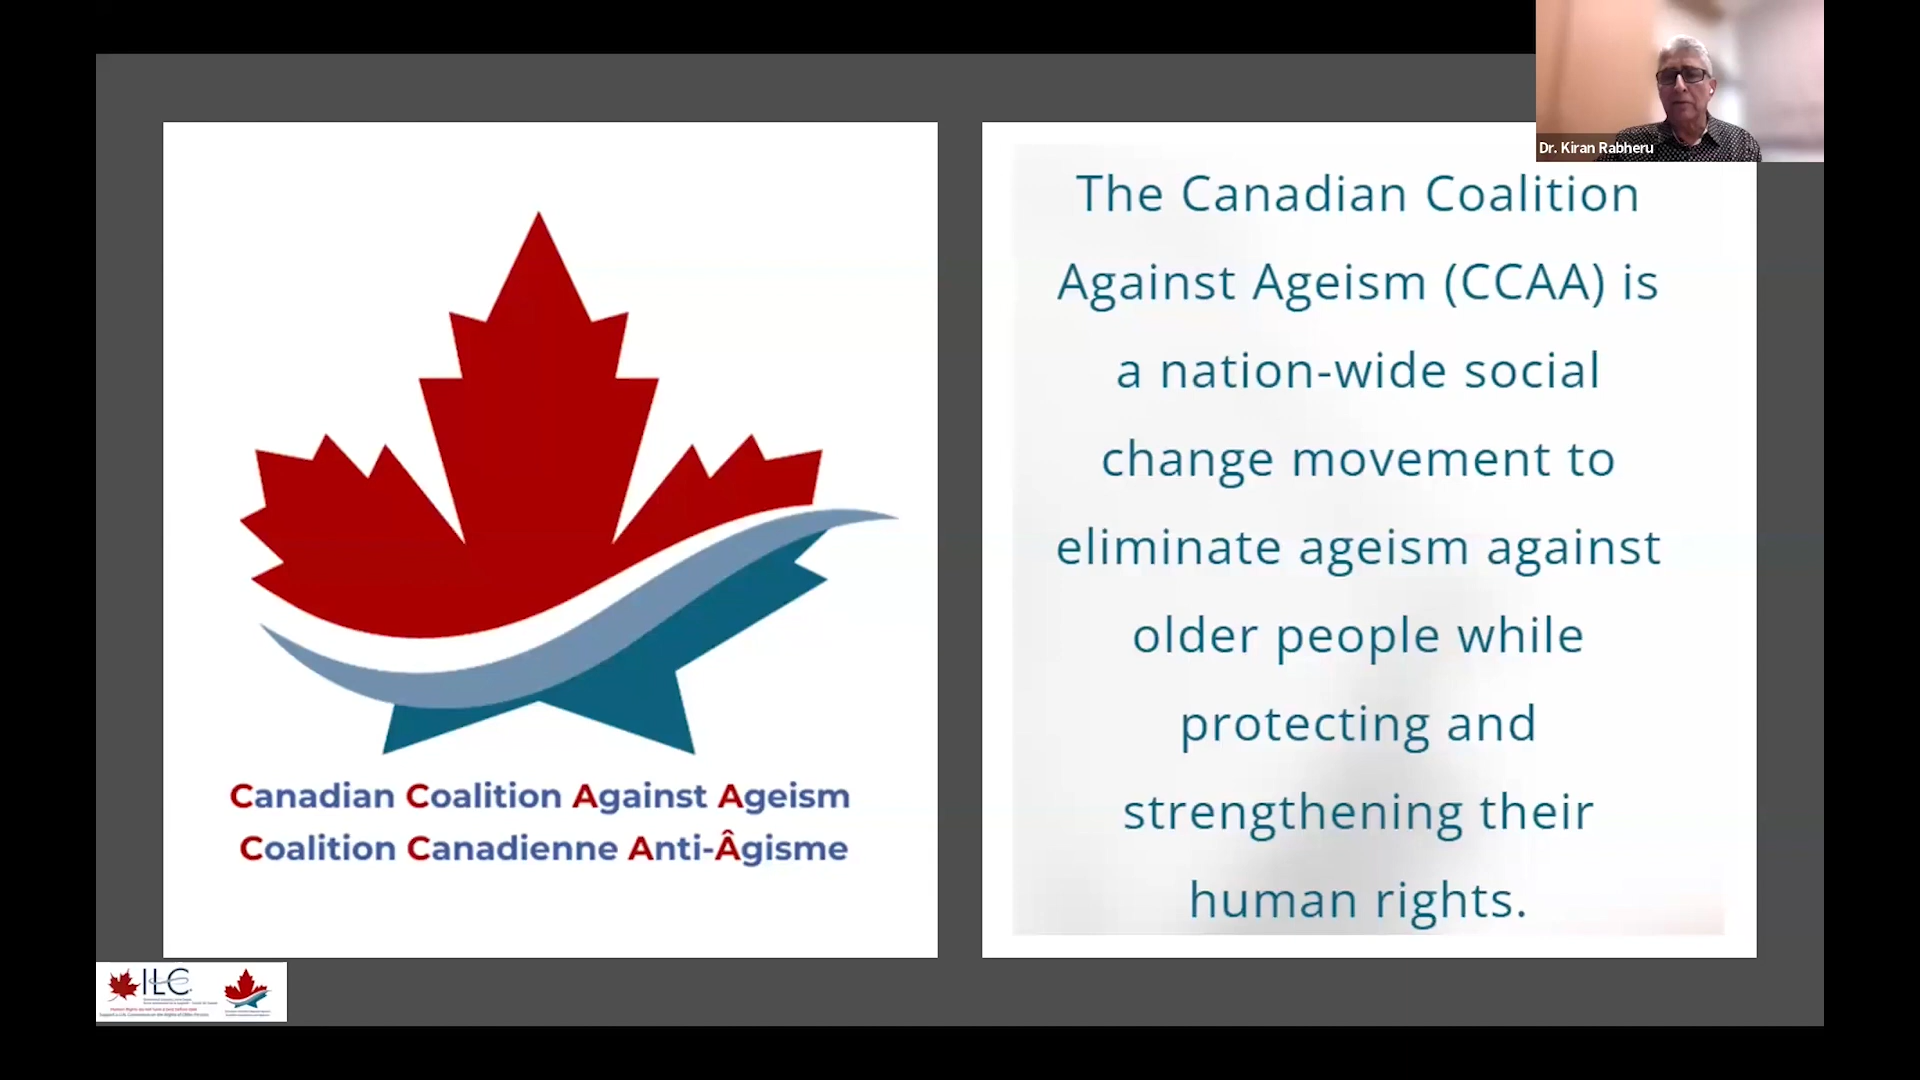 Dr. Kiran Rabheru
The Canadian Coalition
Against Ageism (CCAA) is
a nation-wide social
change movement to
eliminate ageism against
older people while
protecting and
strengthening their
human rights.
Canadian Coalition Against Ageism
Coalition Canadienne Anti-Âgisme
ILC